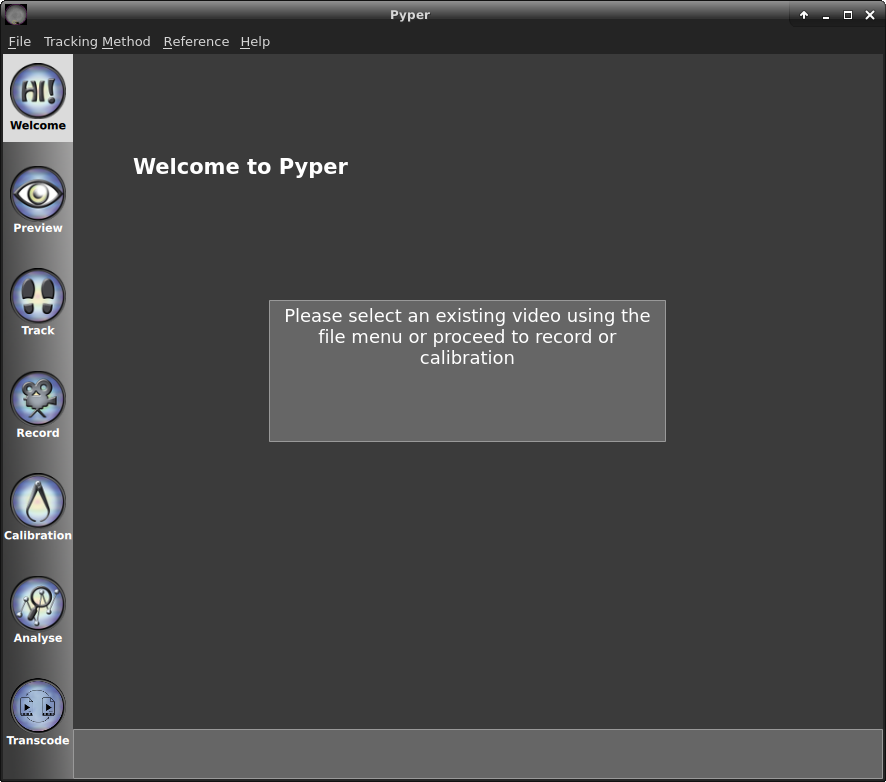 Pyper
File Tracking Method Reference Help
HI!
Welcome
Welcome to Pyper
Preview
Please select an existing video using the
file menu or proceed to record or
calibration
Track
Record
Calibration
Analyse
Transcode